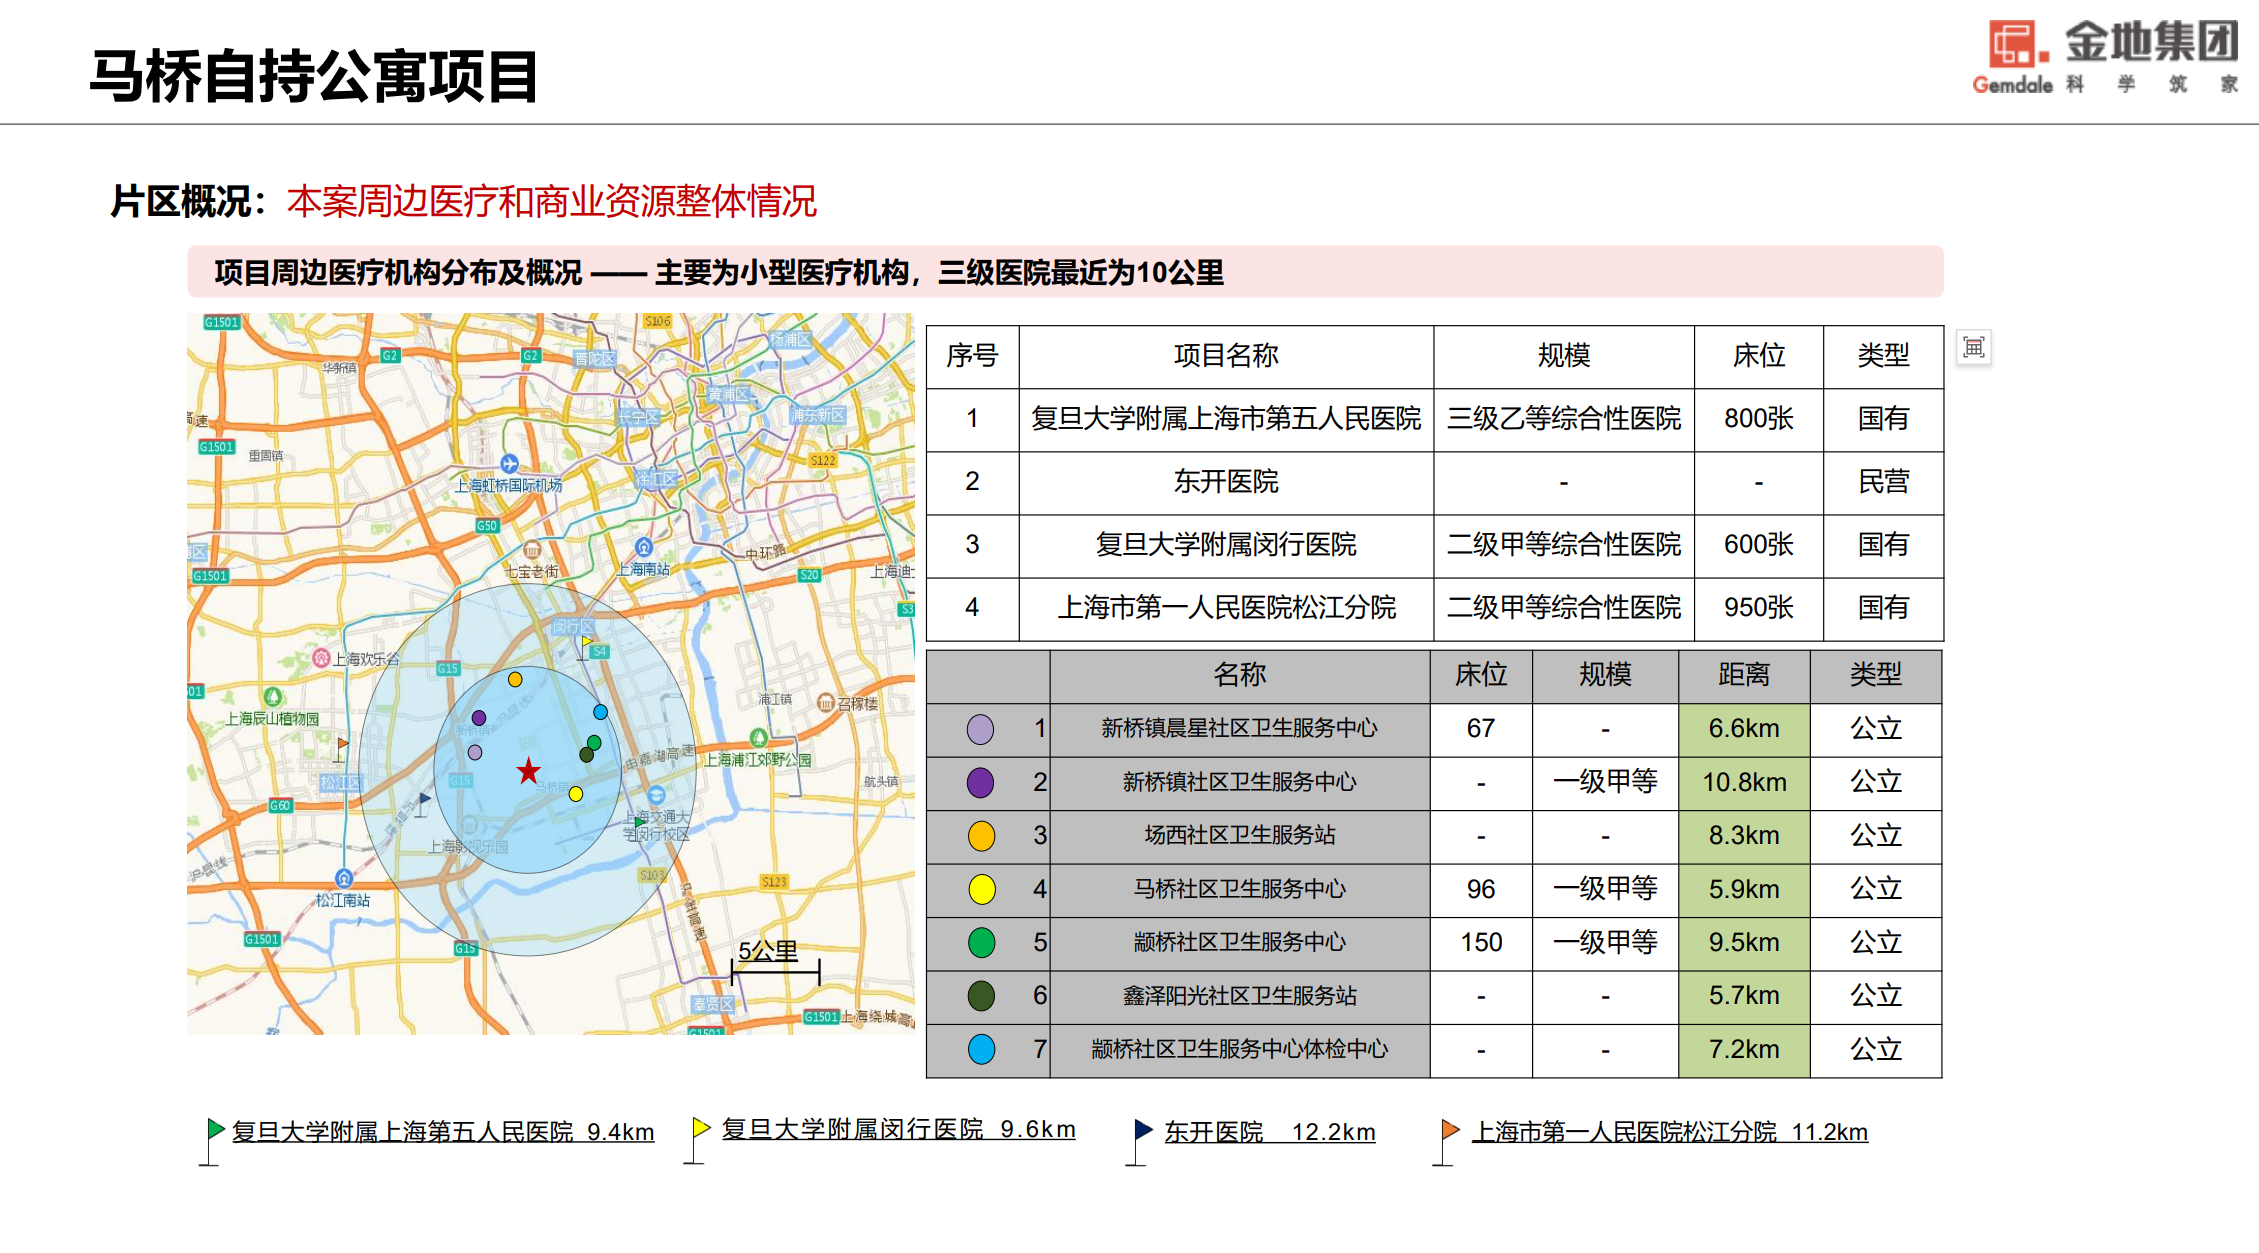 马桥自持公寓项目
金地集团
Gemdale 科学筑家
片区概况：本案周边医疗和商业资源整体情况
项目周边医疗机构分布及概况 —— 主要为小型医疗机构，三级医院最近为10公里
G1501
S106
杨浦区
G2
G2
普陀区
华新镇
黄浦区
长宁区
浦东新区
高速
G1501
重固镇
S122
上海虹桥国际机场
徐汇区
G50
中环路
七宝老街
上海南站
G1501
S20
上海迪
S3
闵行区
S4
上海欢乐谷
G15
01
浦江镇
召稼楼
上海辰山植物园
新桥镇
申嘉湖高速
上海浦江郊野公园
松江区
G15
马桥镇
航头镇
G60
上海交通大
学闵行校区
上海影视乐园
S103
S123
松江南站
G1501
G15
5公里
奉贤区
G1501
上海绕城高
G1501
序号 项目名称 规模 床位 类型
1 复旦大学附属上海市第五人民医院 三级乙等综合性医院 800张 国有
2 东开医院 - - 民营
3 复旦大学附属闵行医院 二级甲等综合性医院 600张 国有
4 上海市第一人民医院松江分院 二级甲等综合性医院 950张 国有
名称 床位 规模 距离 类型
1 新桥镇晨星社区卫生服务中心 67 - 6.6km 公立
2 新桥镇社区卫生服务中心 - 一级甲等 10.8km 公立
3 场西社区卫生服务站 - - 8.3km 公立
4 马桥社区卫生服务中心 96 一级甲等 5.9km 公立
5 颛桥社区卫生服务中心 150 一级甲等 9.5km 公立
6 鑫泽阳光社区卫生服务站 - - 5.7km 公立
7 颛桥社区卫生服务中心体检中心 - - 7.2km 公立
复旦大学附属上海第五人民医院 9.4km
复旦大学附属闵行医院 9.6km
东开医院 12.2km
上海市第一人民医院松江分院 11.2km